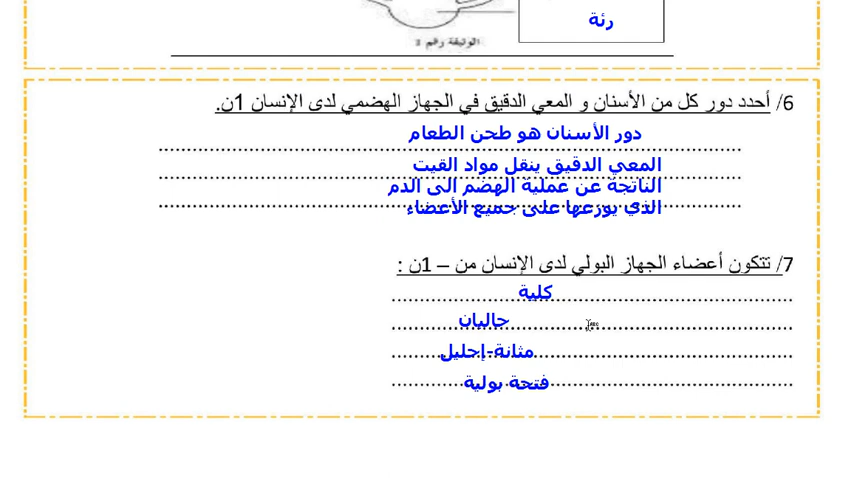 رئة
الوثيقة رقم 2
6/ أحدد دور كل من الأسنان و المعي الدقيق في الجهاز الهضمي لدى الإنسان 1ن.
دور الأسنان هو طحن الطعام
المعي الدقيق ينقل مواد القيت
الناتجة عن عملية الهضم الى الدم
الذي يوزعها على جميع الأعضاء
7/ تتكون أعضاء الجهاز البولي لدى الإنسان من – 1ن :
كلية
حالبان
مثانة-إحليل
فتحة بولية